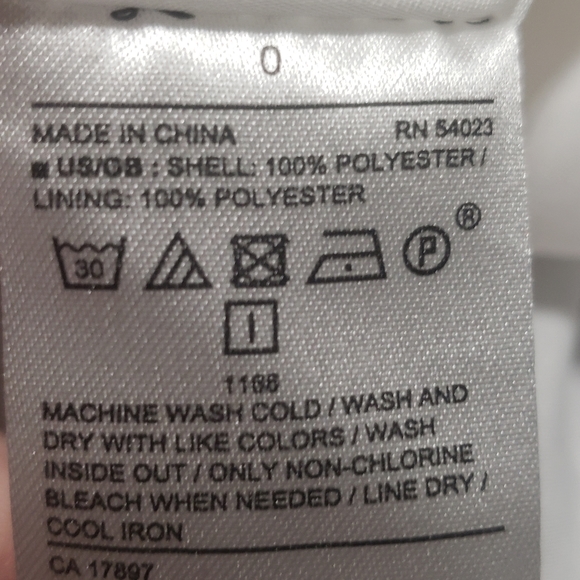 0
MADE IN CHINA RN 54023
US/GB : SHELL: 100% POLYESTER /
LINING: 100% POLYESTER
30 P ®
1188
MACHINE WASH COLD / WASH AND
DRY WITH LIKE COLORS / WASH
INSIDE OUT / ONLY NON-CHLORINE
BLEACH WHEN NEEDED / LINE DRY /
COOL IRON
CA 17897